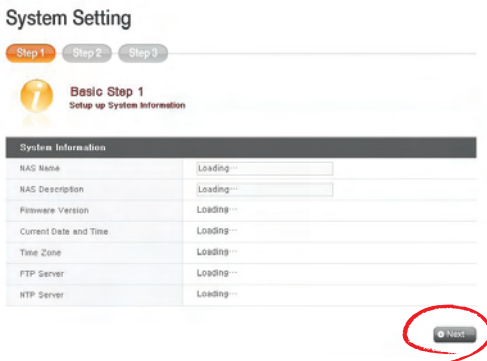 System Setting
Step 1 Step 2 Step 3
Basic Step 1
Setup up System Information
System Information
NAS Name Loading···
NAS Description Loading···
Firmware Version Loading···
Current Date and Time Loading···
Time Zone Loading···
FTP Server Loading···
NTP Server Loading···
Next